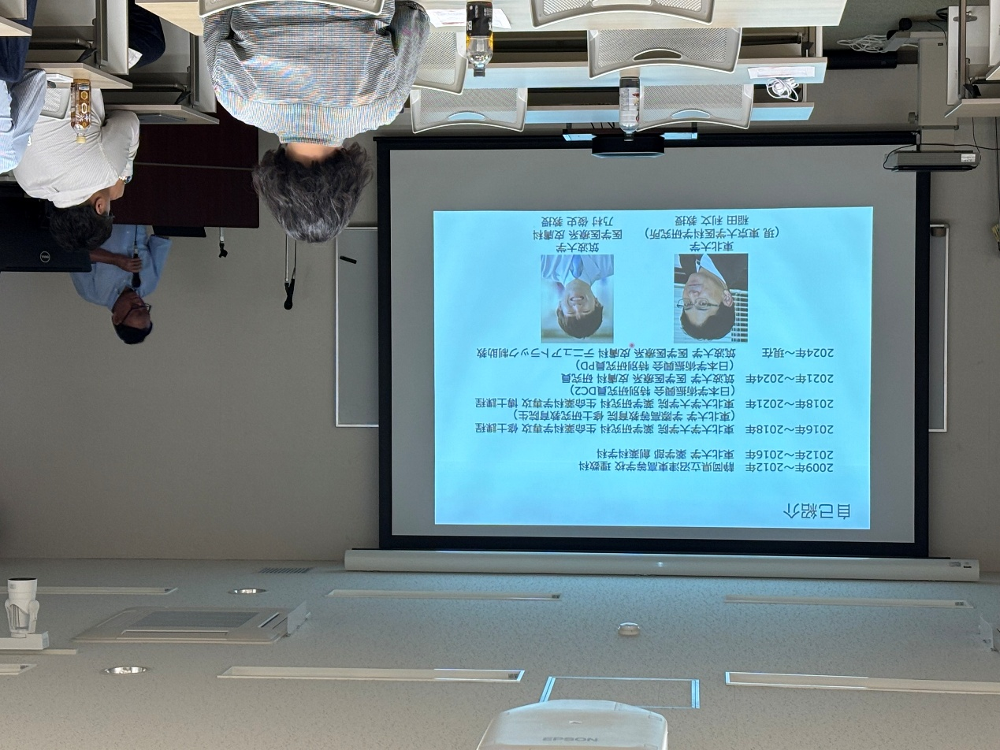 自己紹介
2009年～2012年 静岡県立沼津東高等学校 理数科
2012年～2016年 東北大学 薬学部 創薬科学科
2016年～2018年 東北大学大学院 薬学研究科 生命薬科学専攻 修士課程
(東北大学 学際高等教育院 修士研究教育院生)
2018年～2021年 東北大学大学院 薬学研究科 生命薬科学専攻 博士課程
(日本学術振興会 特別研究員DC2)
2021年～2024年 筑波大学 医学医療系 皮膚科 研究員
(日本学術振興会 特別研究員PD)
2024年～現在 筑波大学 医学医療系 皮膚科 テニュアトラック制助教
東北大学
(現 東京大学医科学研究所)
稲田 利文 教授
筑波大学
医学医療系 皮膚科
乃村 俊史 教授
EPSON
DELL